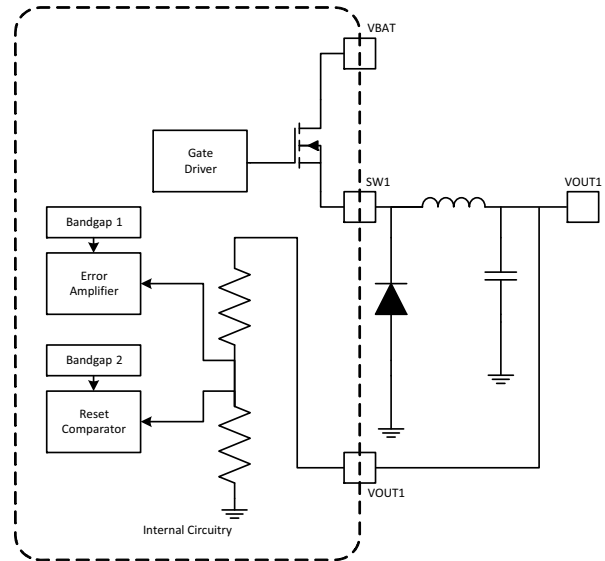 VBAT
Gate
Driver
SW1
VOUT1
Bandgap 1
Error
Amplifier
Bandgap 2
Reset
Comparator
VOUT1
Internal Circuitry